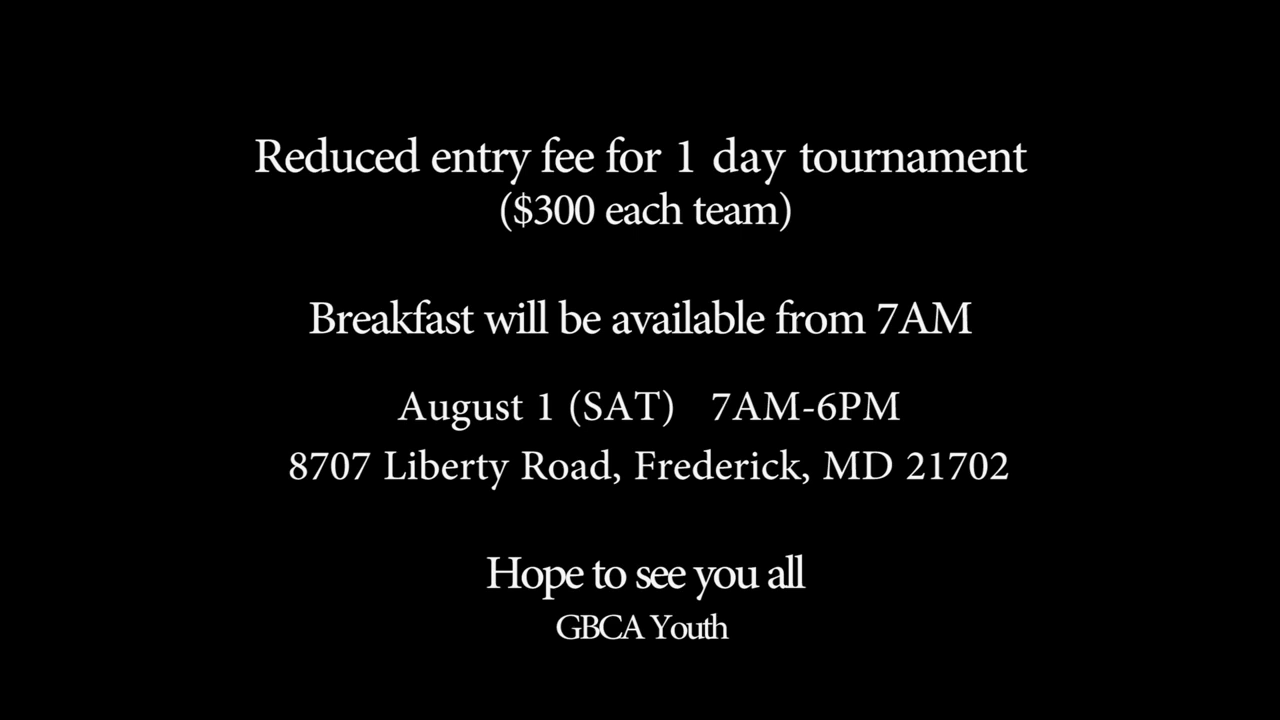 Reduced entry fee for 1 day tournament
($300 each team)
Breakfast will be available from 7AM
August 1 (SAT) 7AM-6PM
8707 Liberty Road, Frederick, MD 21702
Hope to see you all
GBCA Youth